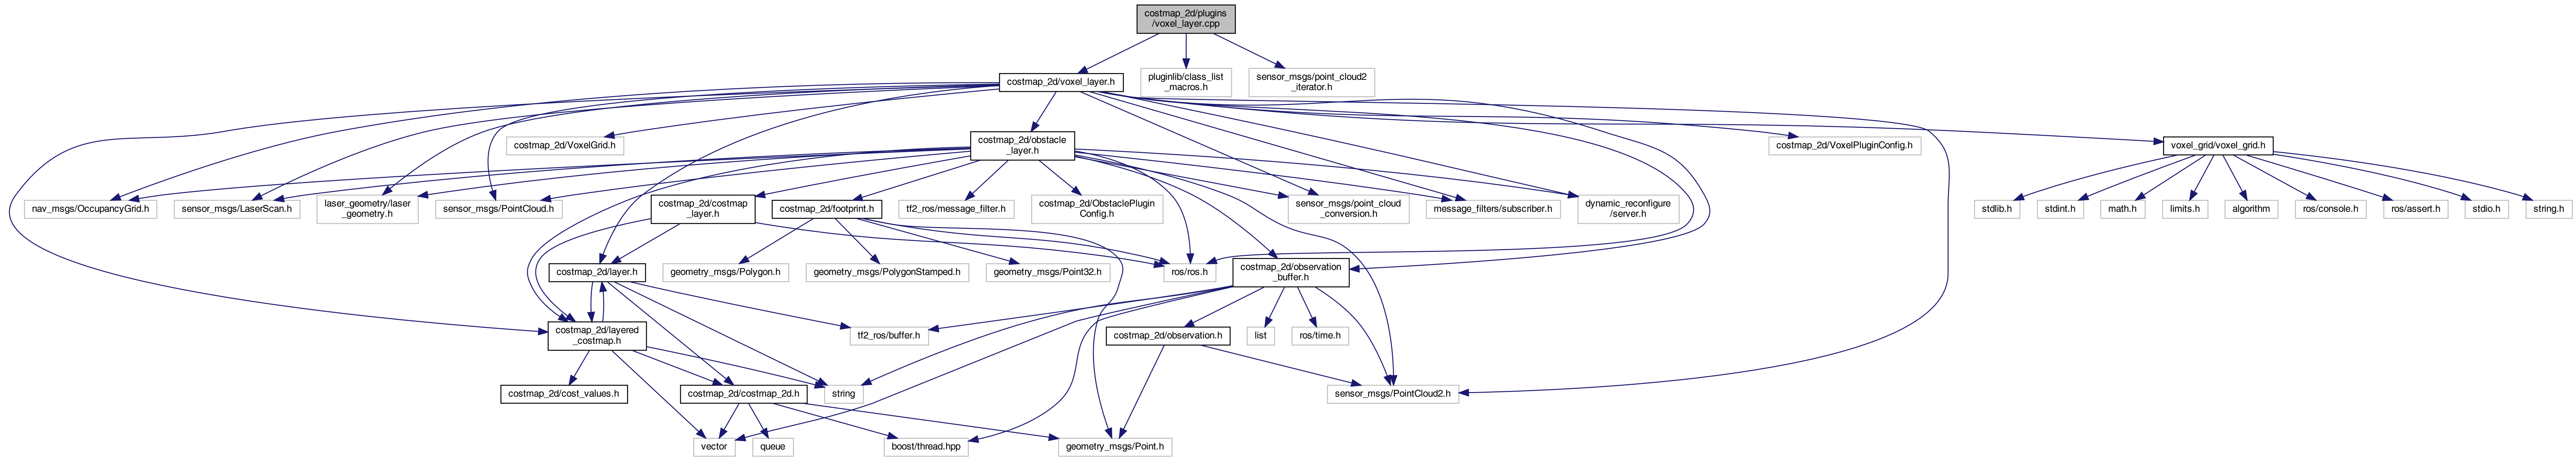 costmap_2d/plugins
/voxel_layer.cpp
costmap_2d/voxel_layer.h
pluginlib/class_list
_macros.h
sensor_msgs/point_cloud2
_iterator.h
costmap_2d/VoxelGrid.h
costmap_2d/obstacle
_layer.h
costmap_2d/VoxelPluginConfig.h
voxel_grid/voxel_grid.h
nav_msgs/OccupancyGrid.h
sensor_msgs/LaserScan.h
laser_geometry/laser
_geometry.h
sensor_msgs/PointCloud.h
costmap_2d/costmap
_layer.h
costmap_2d/footprint.h
tf2_ros/message_filter.h
costmap_2d/ObstaclePlugin
Config.h
sensor_msgs/point_cloud
_conversion.h
message_filters/subscriber.h
dynamic_reconfigure
/server.h
stdlib.h
stdint.h
math.h
limits.h
algorithm
ros/console.h
ros/assert.h
stdio.h
string.h
costmap_2d/layer.h
geometry_msgs/Polygon.h
geometry_msgs/PolygonStamped.h
geometry_msgs/Point32.h
ros/ros.h
costmap_2d/observation
_buffer.h
costmap_2d/layered
_costmap.h
tf2_ros/buffer.h
costmap_2d/observation.h
list
ros/time.h
costmap_2d/cost_values.h
costmap_2d/costmap_2d.h
string
sensor_msgs/PointCloud2.h
vector
queue
boost/thread.hpp
geometry_msgs/Point.h